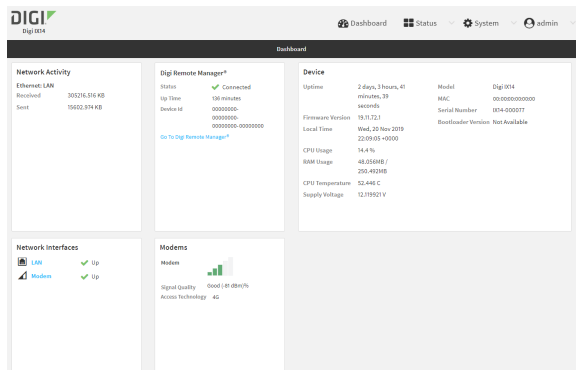 DIGI
Digi IX14
Dashboard
Status
System
admin
Dashboard
Network Activity
Ethernet: LAN
Received 305216.516 KB
Sent 15602.974 KB
Digi Remote Manager®
Status Connected
Up Time 138 minutes
Device Id 00000000-
00000000-
00000000-00000000
Go To Digi Remote Manager®
Device
Uptime 2 days, 3 hours, 41
minutes, 39
seconds
Firmware Version 19.11.72.1
Local Time Wed, 20 Nov 2019
22:09:05 +0000
CPU Usage 14.4 %
RAM Usage 48.056MB /
250.492MB
CPU Temperature 52.446 C
Supply Voltage 12.119921 V
Model Digi IX14
MAC 00:00:00:00:00:00
Serial Number IX14-000077
Bootloader Version Not Available
Network Interfaces
LAN Up
Modem Up
Modems
Modem
Signal Quality Good (-81 dBm)%
Access Technology 4G